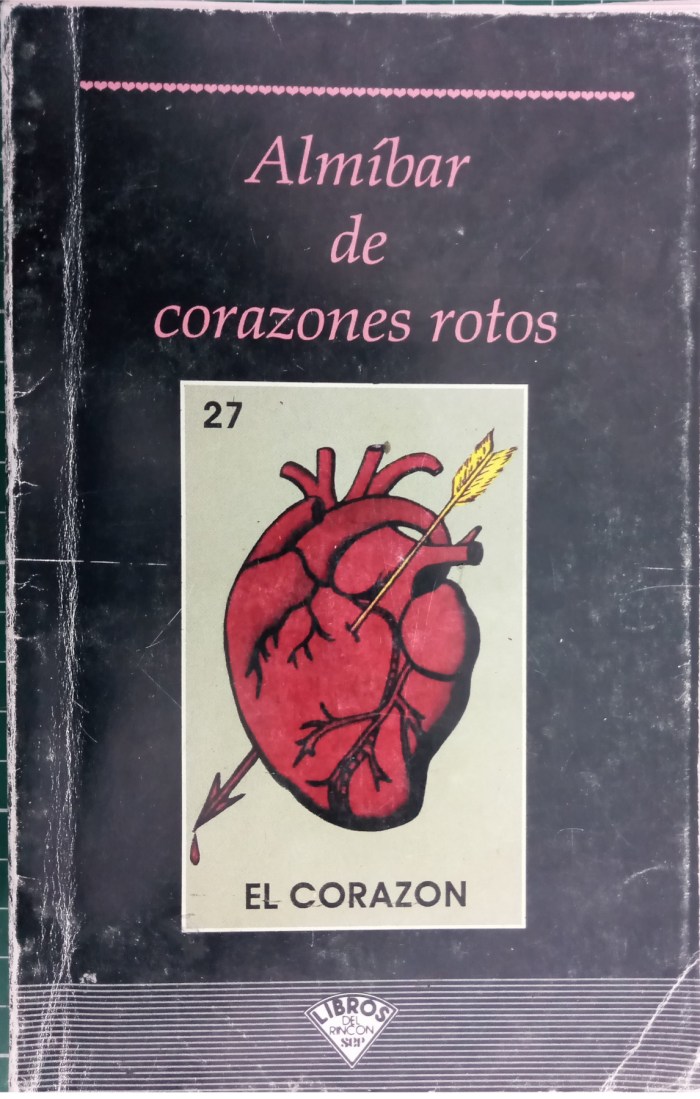 Almíbar
de
corazones rotos
27
EL CORAZON
LIBROS
DEL
RINCON
SEP